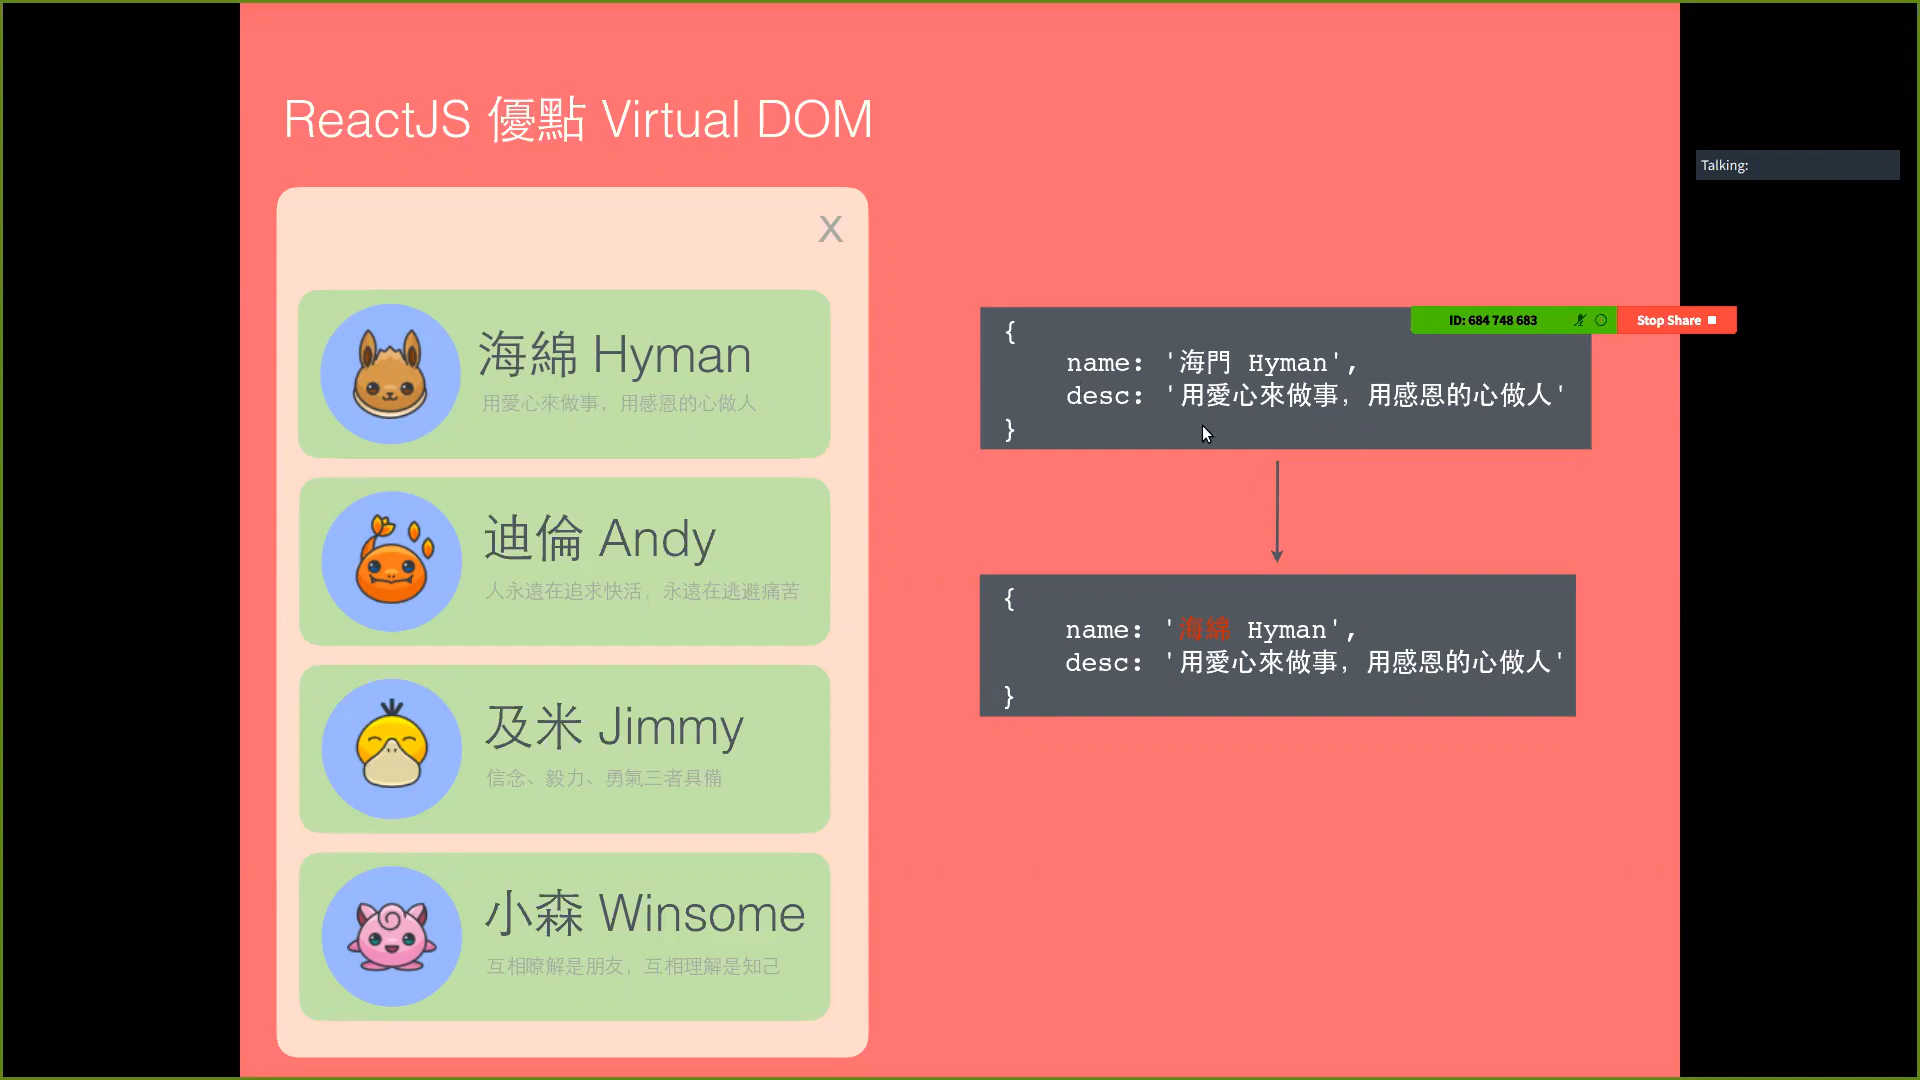 ReactJS 優點 Virtual DOM
X
海綿 Hyman
用愛心來做事，用感恩的心做人
迪倫 Andy
人永遠在追求快活，永遠在逃避痛苦
及米 Jimmy
信念、毅力、勇氣三者具備
小森 Winsome
互相瞭解是朋友，互相理解是知己
{
name: '海門 Hyman',
desc: '用愛心來做事，用感恩的心做人'
}
{
name: '海綿 Hyman',
desc: '用愛心來做事，用感恩的心做人'
}
ID: 684 748 683
Stop Share
Talking: